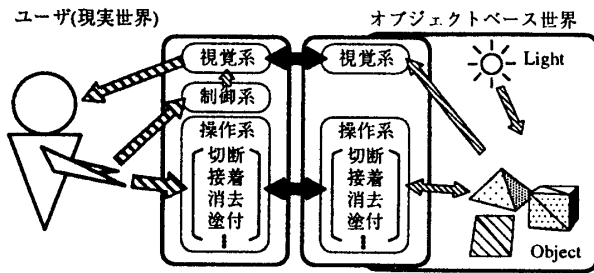 ユーザ(現実世界)
オブジェクトベース世界
視覚系
制御系
操作系
切断
接着
消去
塗付
視覚系
操作系
切断
接着
消去
塗付
Light
Object